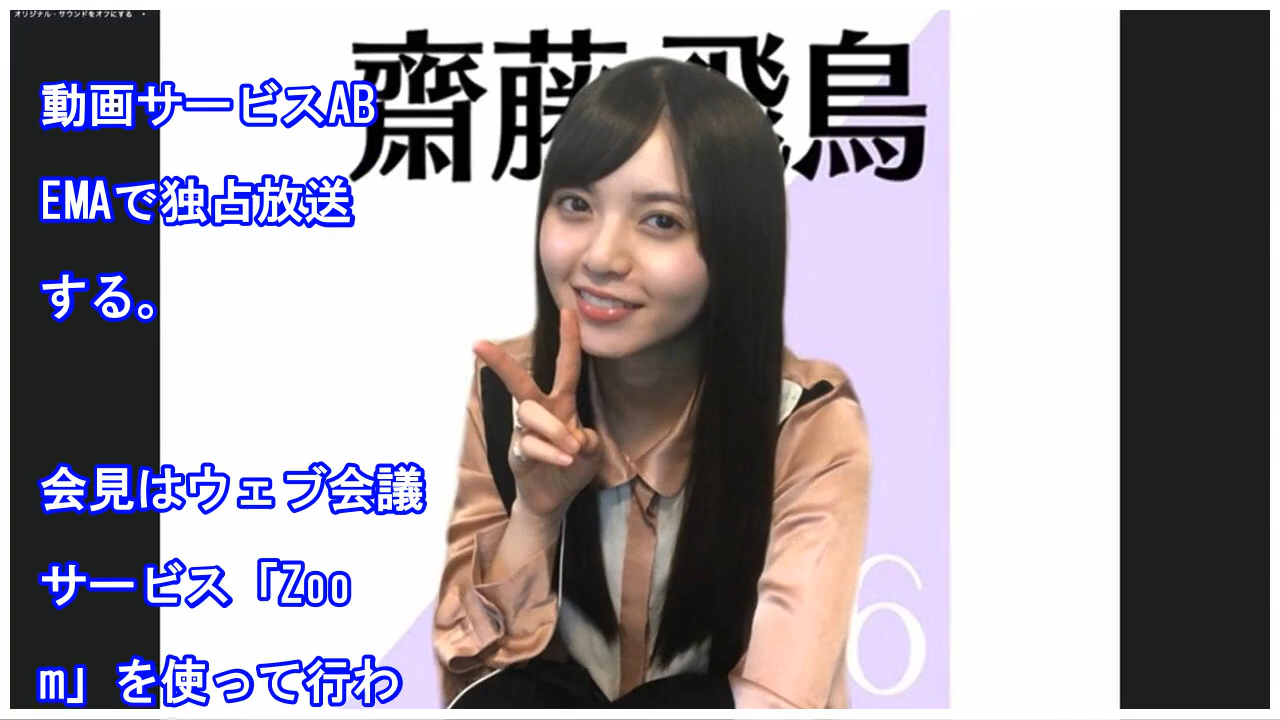 オリジナル・サウンドをオフにする
齋藤飛鳥
動画サービスAB
EMAで独占放送
する。
会見はウェブ会議
サービス「Zoo
m」を使って行わ
6